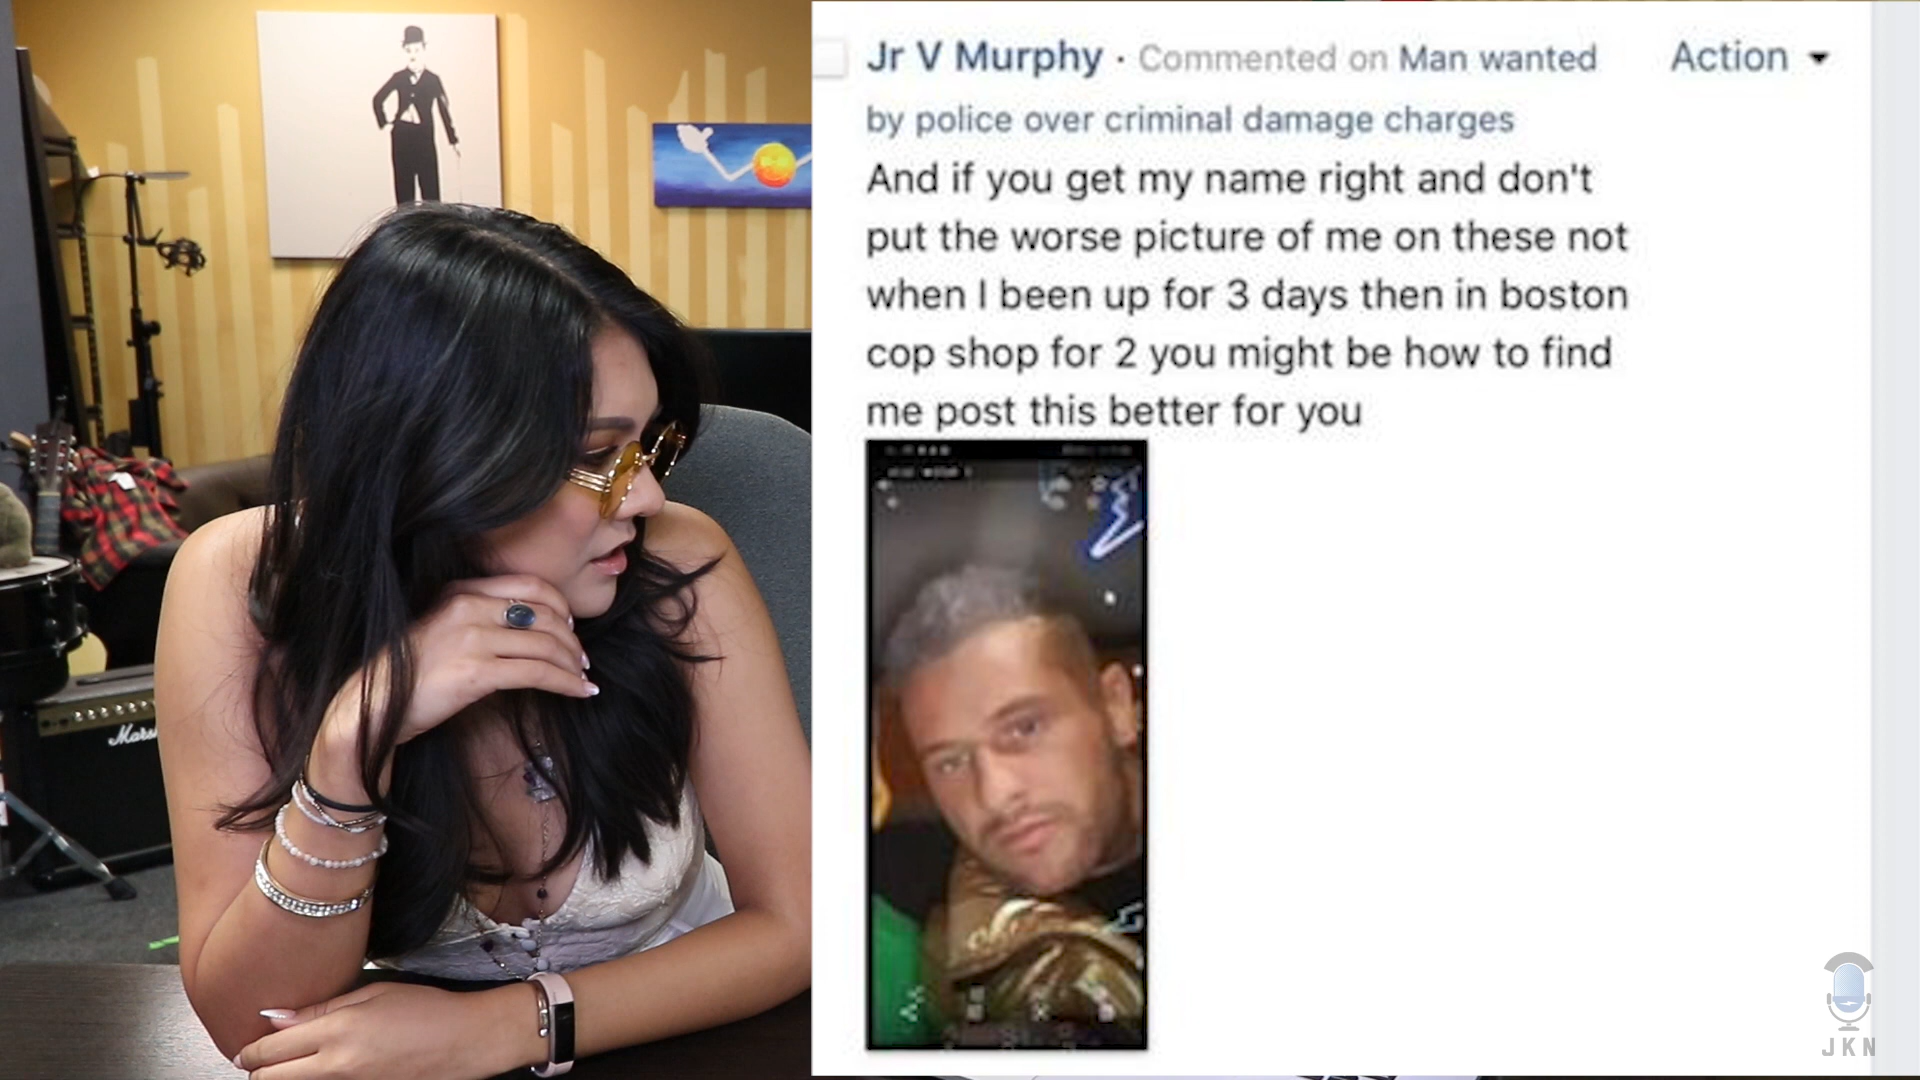 Jr V Murphy · Commented on Man wanted
Action
by police over criminal damage charges
And if you get my name right and don't
put the worse picture of me on these not
when I been up for 3 days then in boston
cop shop for 2 you might be how to find
me post this better for you
Mars
JKN